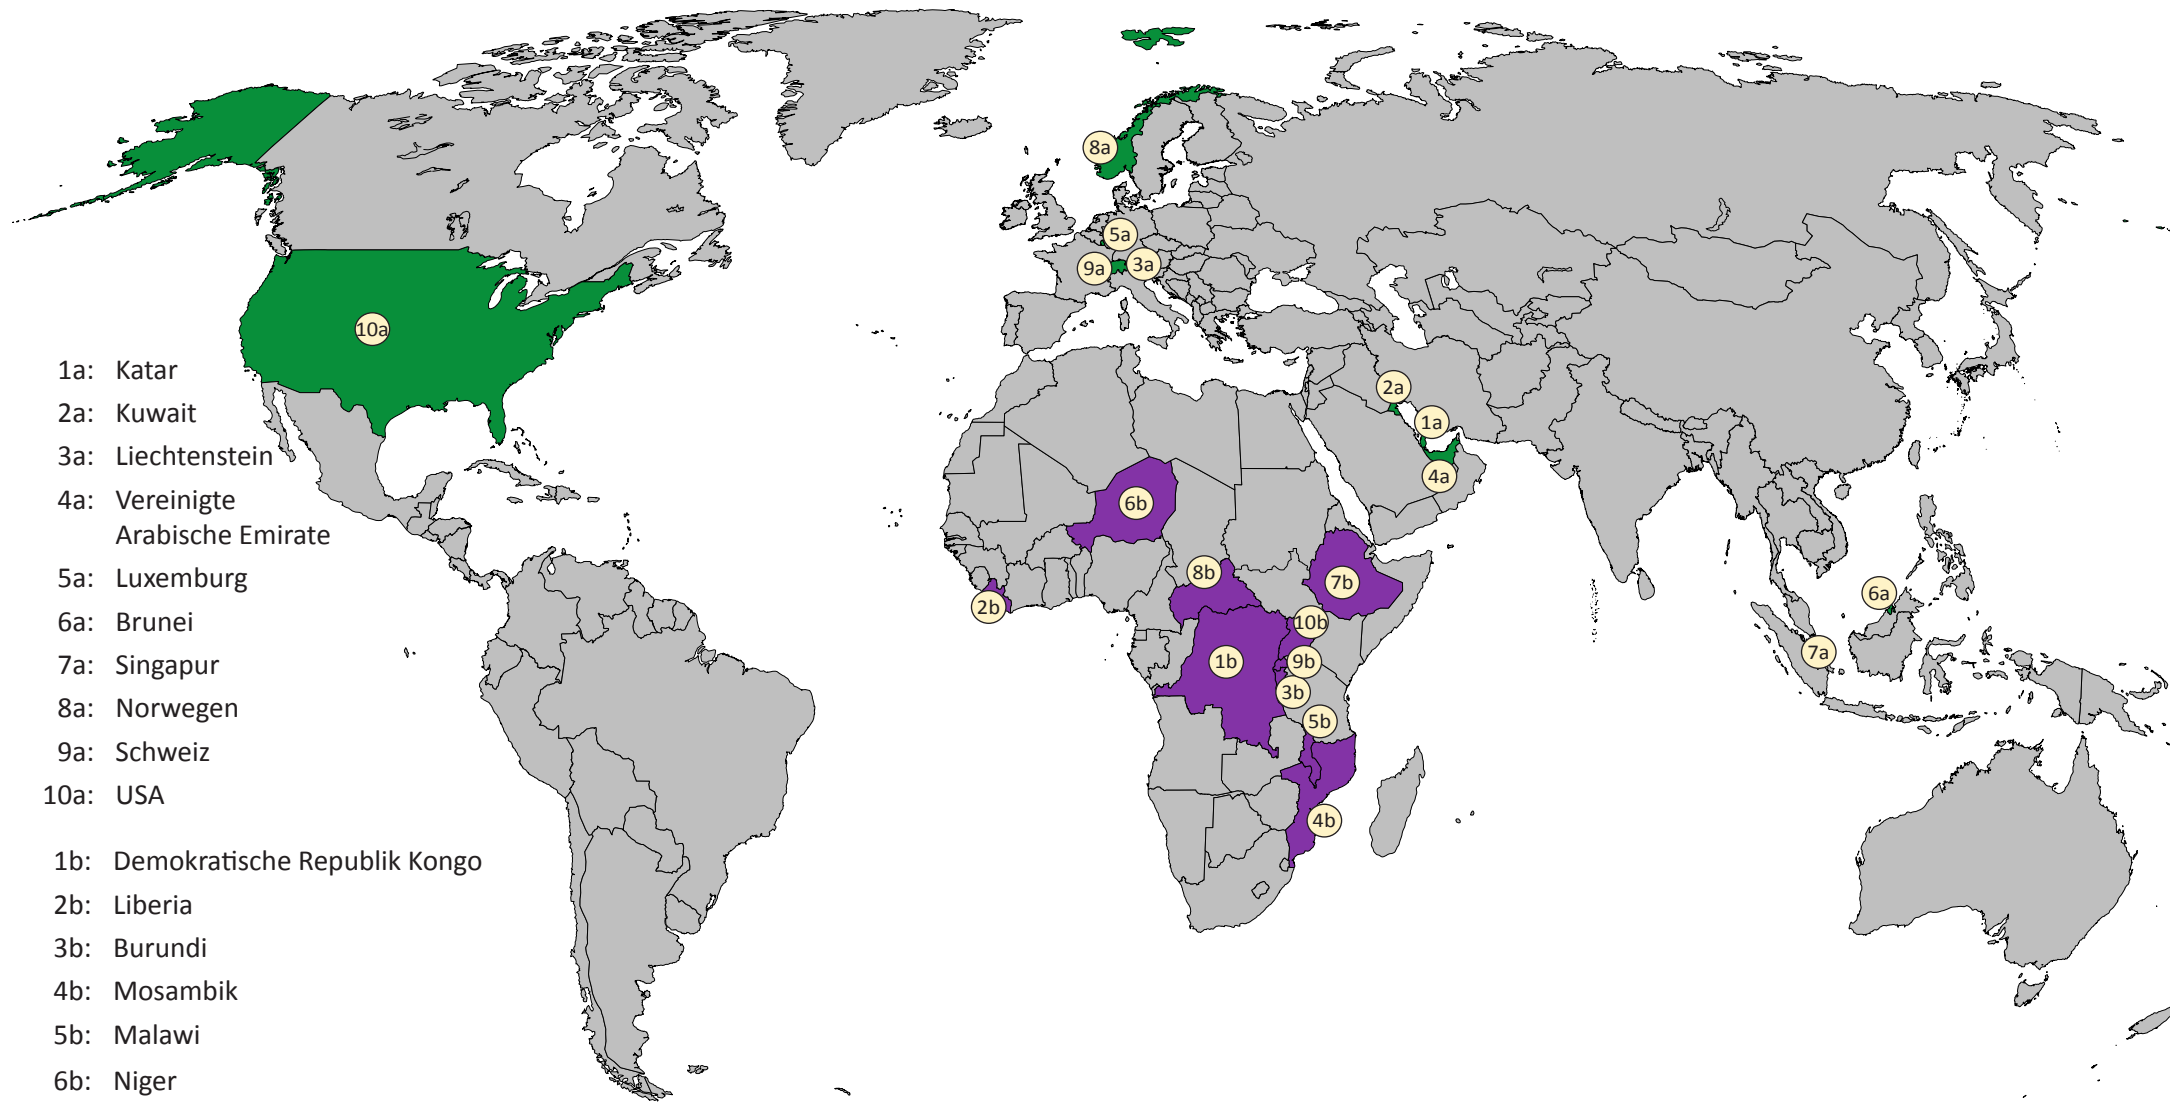 8a
5a
9a
3a
10a
2a
1a
4a
6b
8b
7b
2b
10b
1b
9b
3b
5b
4b
6a
7a
1a: Katar
2a: Kuwait
3a: Liechtenstein
4a: Vereinigte
Arabische Emirate
5a: Luxemburg
6a: Brunei
7a: Singapur
8a: Norwegen
9a: Schweiz
10a: USA
1b: Demokratische Republik Kongo
2b: Liberia
3b: Burundi
4b: Mosambik
5b: Malawi
6b: Niger